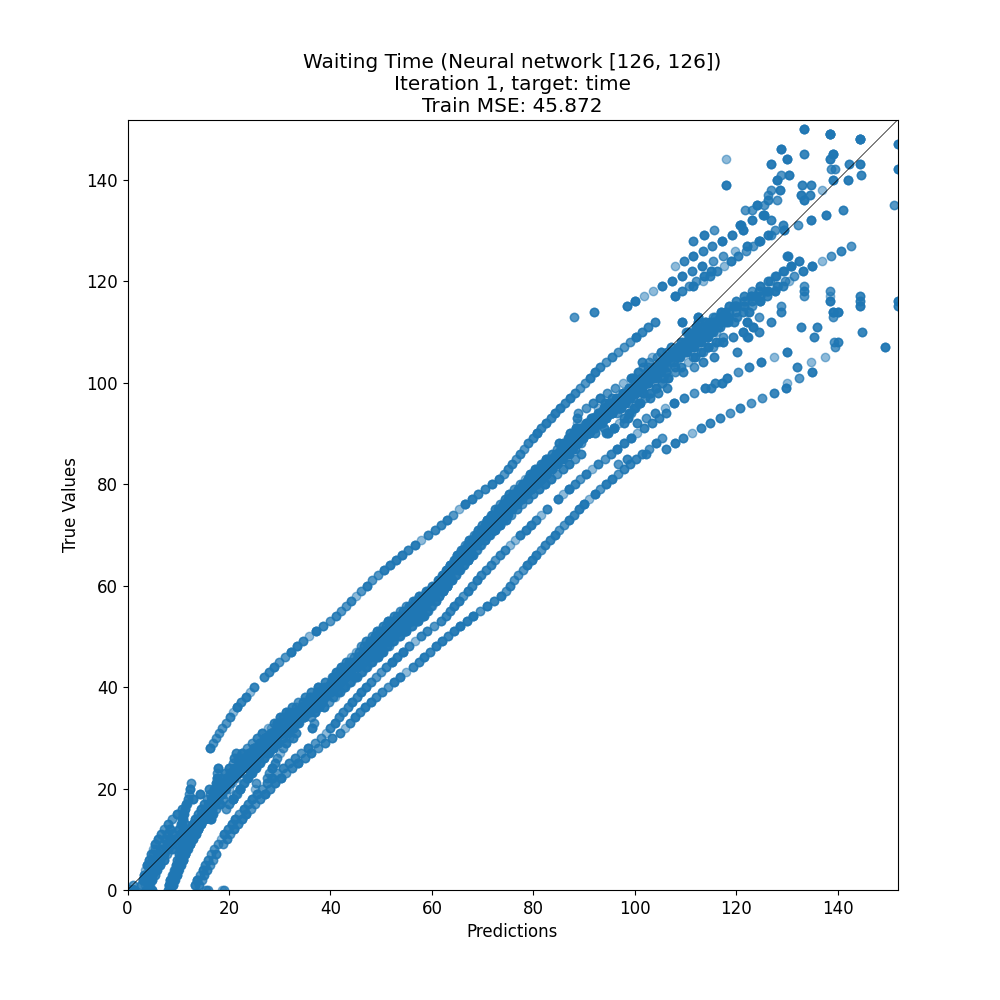 Waiting Time (Neural network [126, 126])
Iteration 1, target: time
Train MSE: 45.872
True Values
140
120
100
80
60
40
20
0
0 20 40 60 80 100 120 140
Predictions